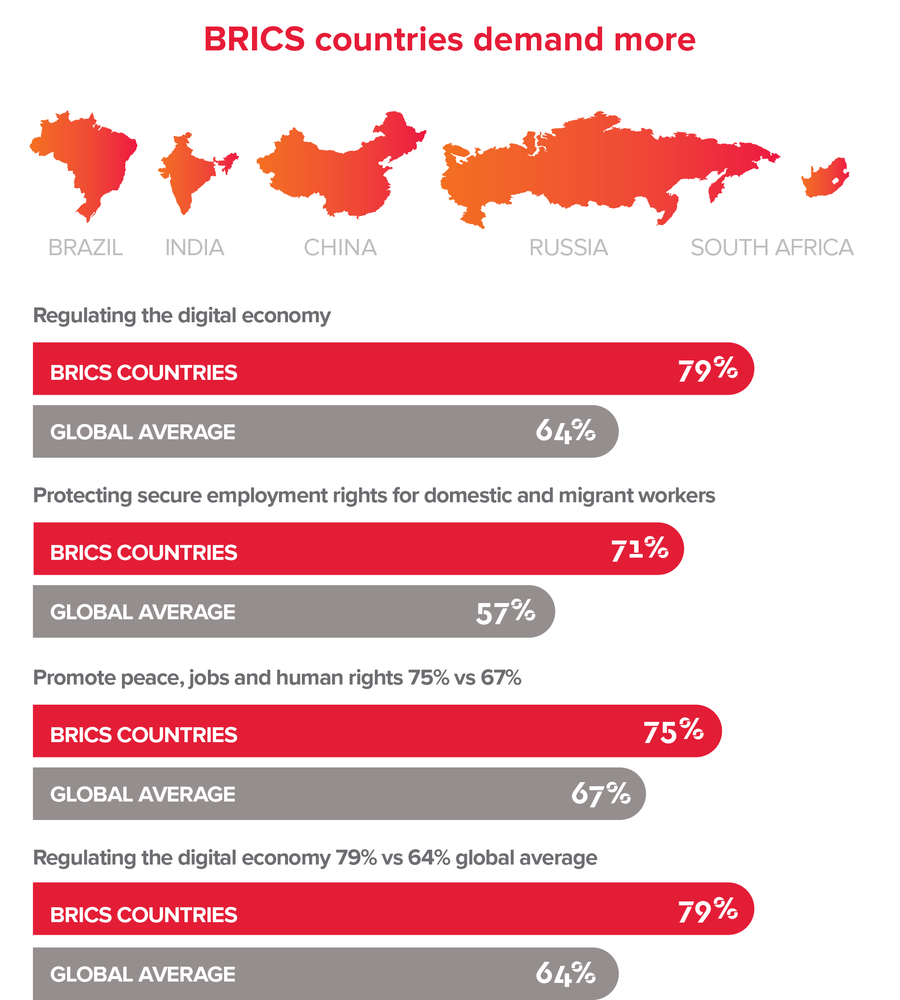 BRICS countries demand more
BRAZIL INDIA CHINA RUSSIA SOUTH AFRICA
Regulating the digital economy
BRICS COUNTRIES 79%
GLOBAL AVERAGE 64%
Protecting secure employment rights for domestic and migrant workers
BRICS COUNTRIES 71%
GLOBAL AVERAGE 57%
Promote peace, jobs and human rights 75% vs 67%
BRICS COUNTRIES 75%
GLOBAL AVERAGE 67%
Regulating the digital economy 79% vs 64% global average
BRICS COUNTRIES 79%
GLOBAL AVERAGE 64%